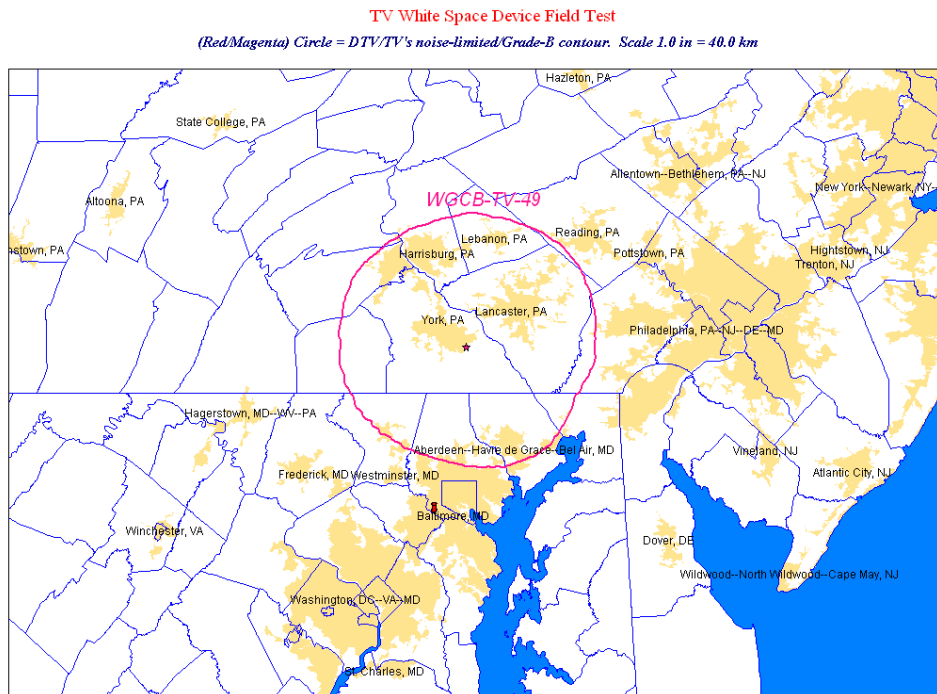 TV White Space Device Field Test
(Red/Magenta) Circle = DTV/TV's noise-limited/Grade-B contour. Scale 1.0 in = 40.0 km
Hazleton, PA
State College, PA
Allentown--Bethlehem, PA--NJ
New York--Newark, NY--
Altoona, PA
WGCB-TV-49
Reading, PA
Lebanon, PA
nstown, PA
Harrisburg, PA
Pottstown, PA
Hightstown, NJ
Trenton, NJ
Lancaster, PA
York, PA
Philadelphia, PA--NJ--DE--MD
Hagerstown, MD--WV--PA
Aberdeen--Havre de Grace--Bel Air, MD
Vineland, NJ
Frederick, MD
Westminster, MD
Atlantic City, NJ
Baltimore, MD
Winchester, VA
Dover, DE
Wildwood--North Wildwood--Cape May, NJ
Washington, DC--VA--MD
St. Charles, MD